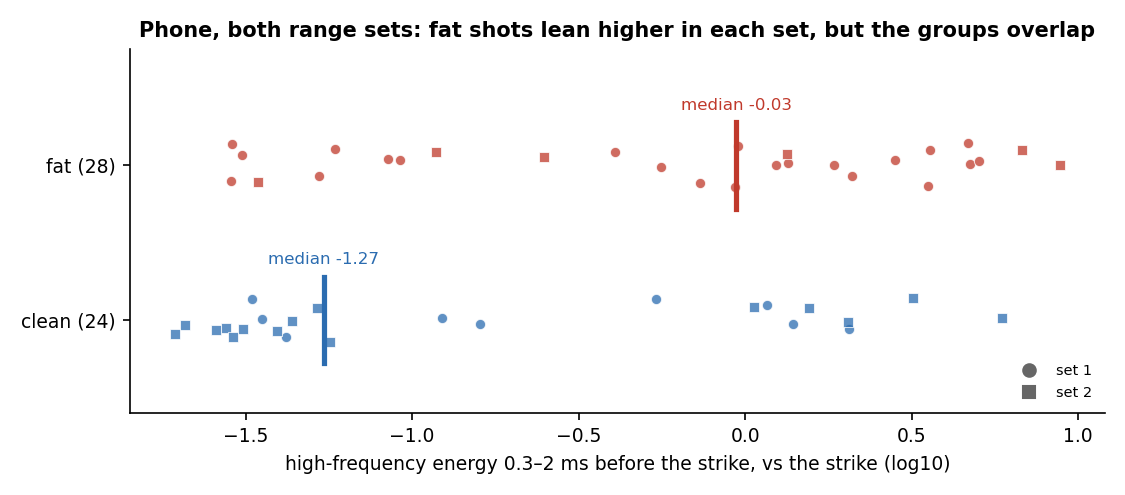 Phone, both range sets: fat shots lean higher in each set, but the groups overlap
median -0.03
fat (28)
median -1.27
clean (24)
set 1
set 2
−1.5 −1.0 −0.5 0.0 0.5 1.0
high-frequency energy 0.3–2 ms before the strike, vs the strike (log10)